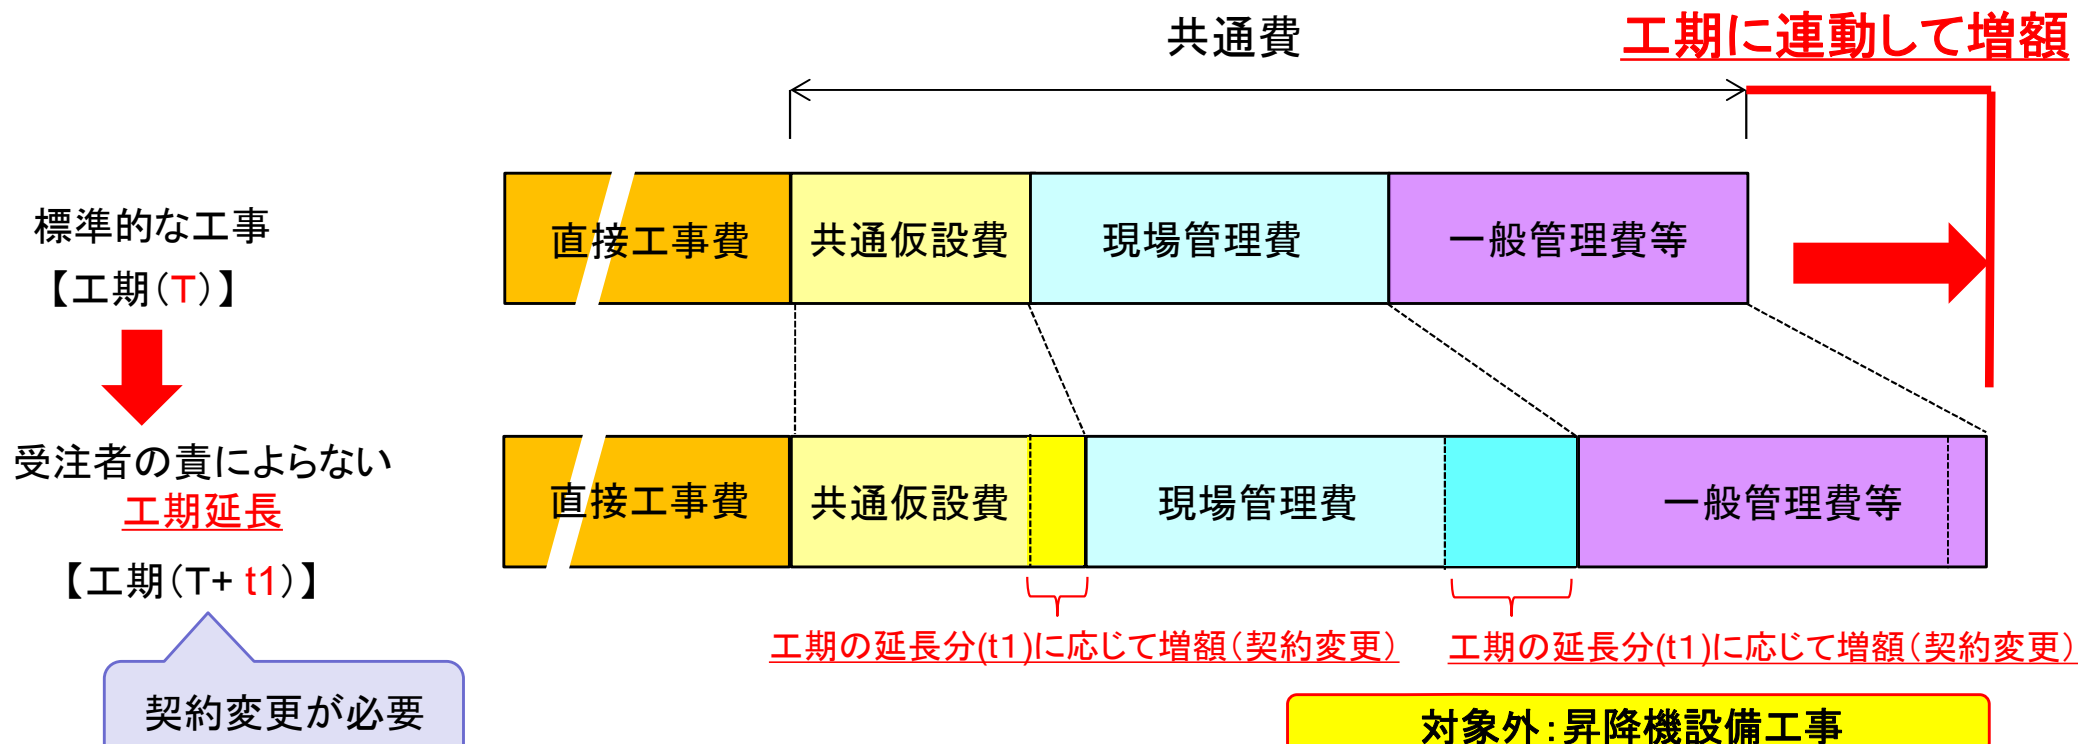 共通費
工期に連動して増額
標準的な工事
【工期（T）】
直接工事費
共通仮設費
現場管理費
一般管理費等
受注者の責によらない
工期延長
【工期（T+ t1）】
直接工事費
共通仮設費
現場管理費
一般管理費等
工期の延長分(t1)に応じて増額（契約変更）
工期の延長分(t1)に応じて増額（契約変更）
契約変更が必要
対象外：昇降機設備工事